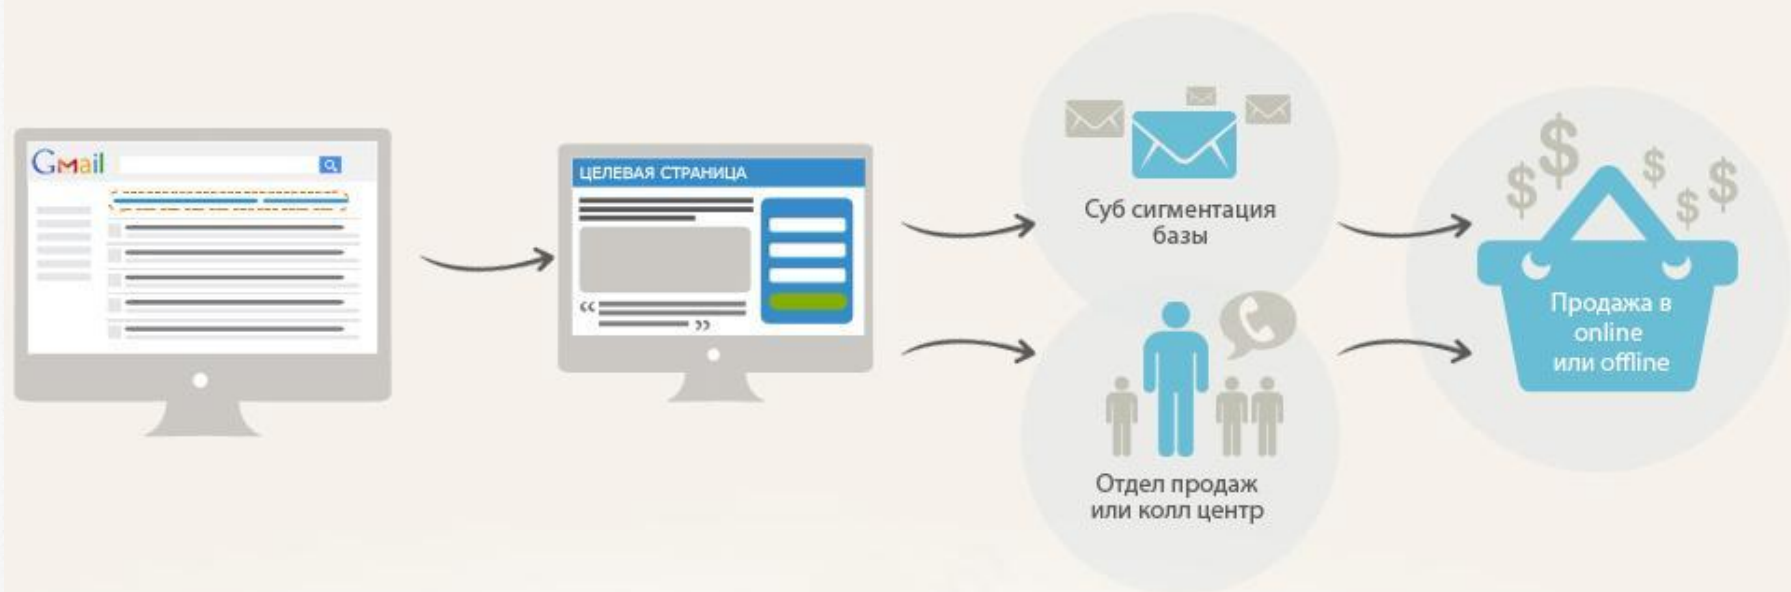 Gmail
ЦЕЛЕВАЯ СТРАНИЦА
“
”
Суб сигментация
базы
Отдел продаж
или колл центр
$ $ $ $ $
Продажа в
online
или offline